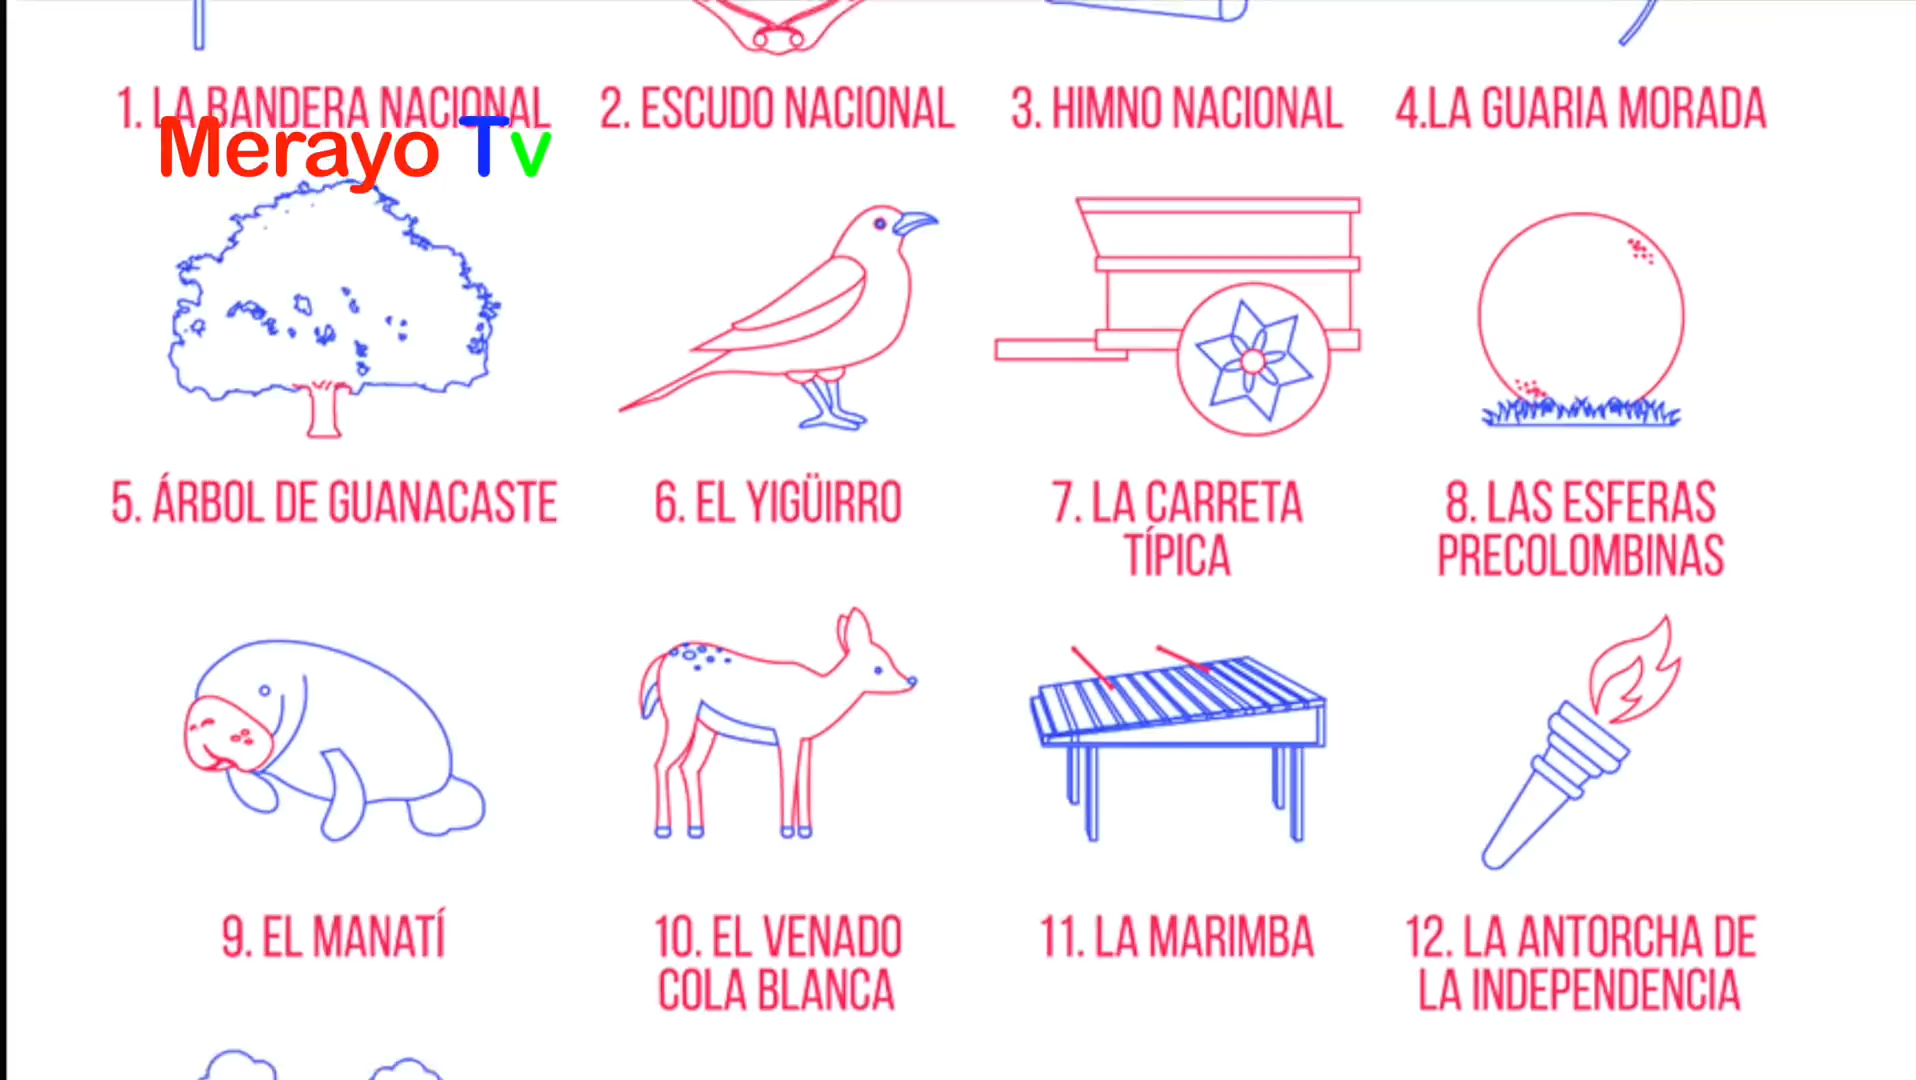 1. LA BANDERA NACIONAL
2. ESCUDO NACIONAL
3. HIMNO NACIONAL
4.LA GUARIA MORADA
Merayo Tv
5. ÁRBOL DE GUANACASTE
6. EL YIGÜIRRO
7. LA CARRETA
TÍPICA
8. LAS ESFERAS
PRECOLOMBINAS
9. EL MANATÍ
10. EL VENADO
COLA BLANCA
11. LA MARIMBA
12. LA ANTORCHA DE
LA INDEPENDENCIA